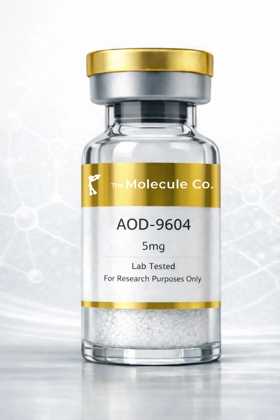 The Molecule Co.
AOD-9604
5mg
Lab Tested
For Research Purposes Only